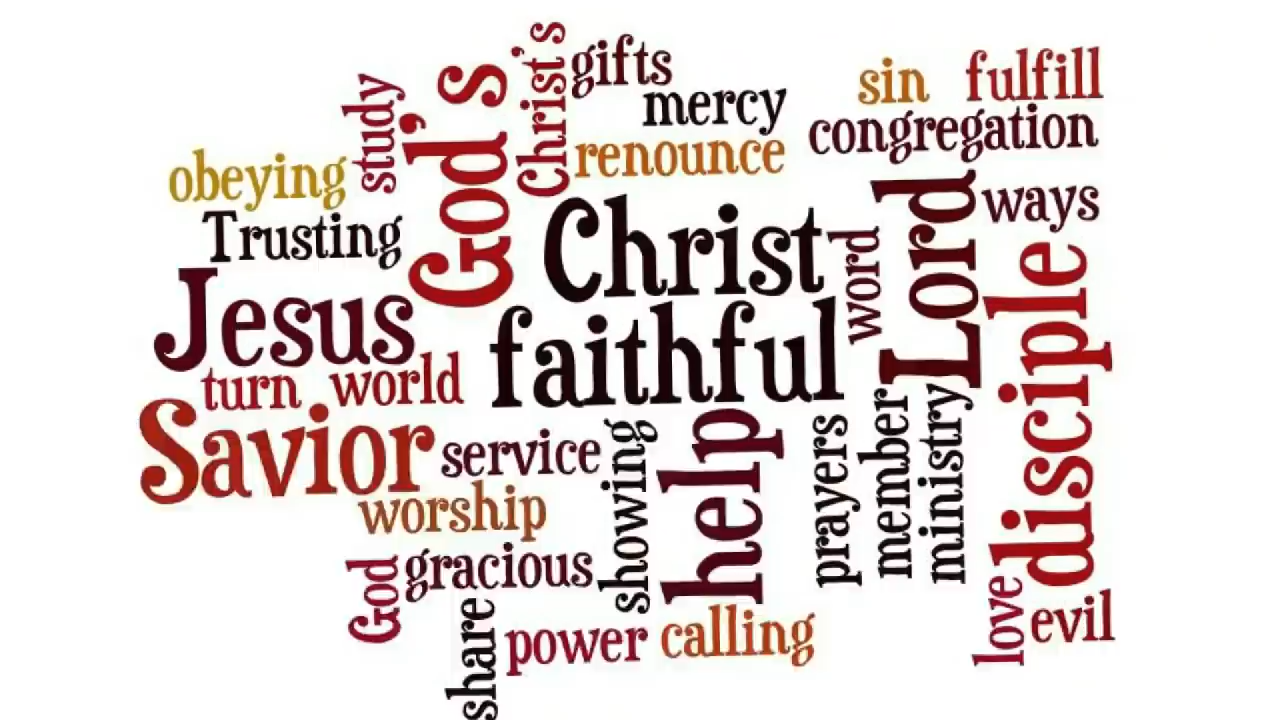 Christ's
gifts
sin
fulfill
study
God's
mercy
congregation
obeying
renounce
Trusting
Christ
Lord
ways
Jesus
word
disciple
turn
world
faithful
Savior
service
showing
help
prayers
member
ministry
worship
God
gracious
love
evil
share
power
calling